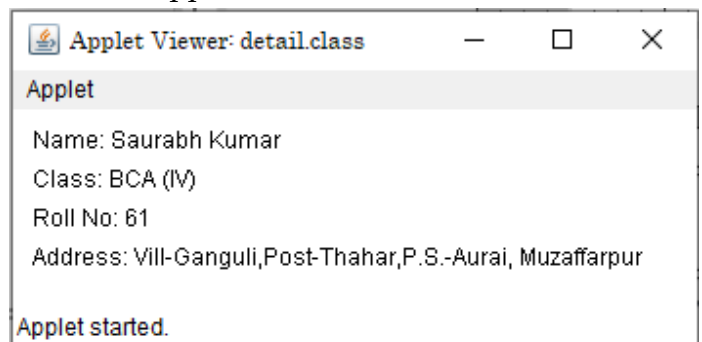 Applet Viewer: detail.class
Applet
Name: Saurabh Kumar
Class: BCA (IV)
Roll No: 61
Address: Vill-Ganguli,Post-Thahar,P.S.-Aurai, Muzaffarpur
Applet started.